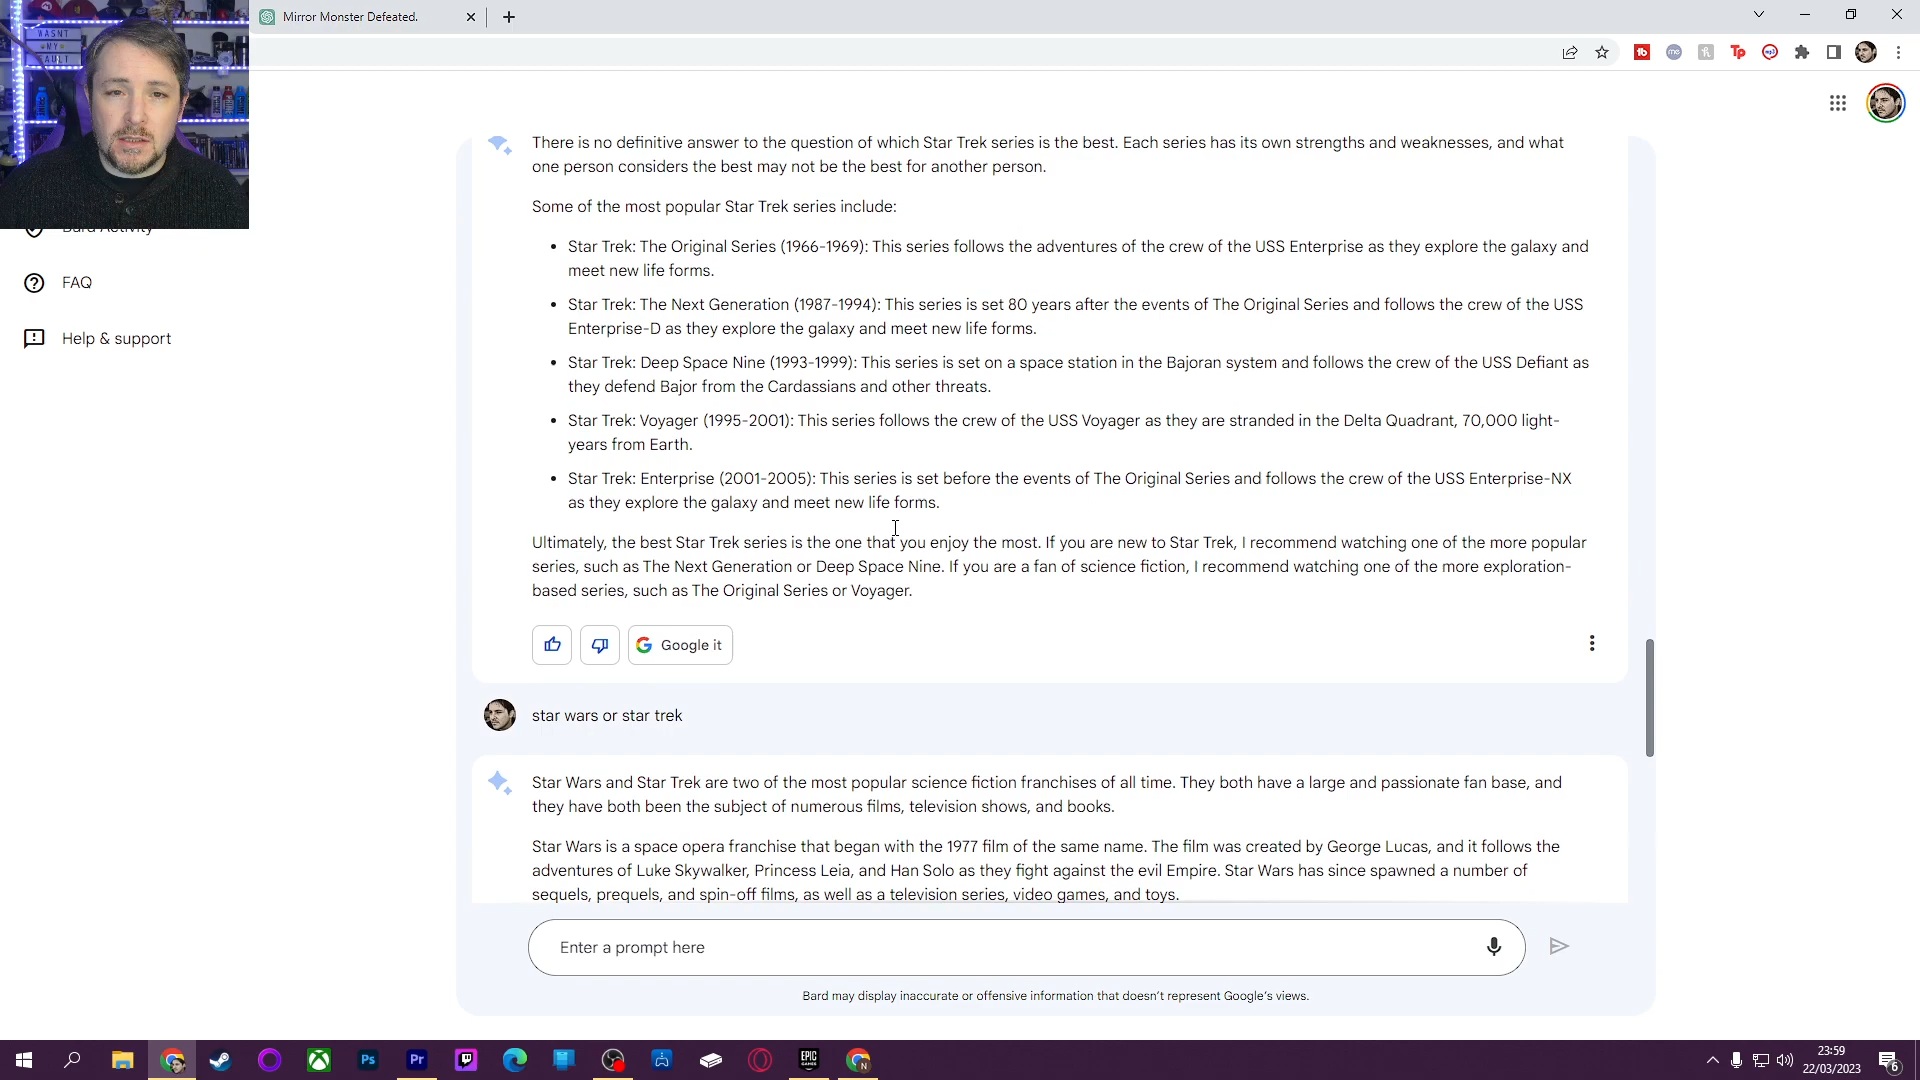 WASNT
MY
FAULT
Mirror Monster Defeated.
There is no definitive answer to the question of which Star Trek series is the best. Each series has its own strengths and weaknesses, and what
one person considers the best may not be the best for another person.
Some of the most popular Star Trek series include:
• Star Trek: The Original Series (1966-1969): This series follows the adventures of the crew of the USS Enterprise as they explore the galaxy and
meet new life forms.
• Star Trek: The Next Generation (1987-1994): This series is set 80 years after the events of The Original Series and follows the crew of the USS
Enterprise-D as they explore the galaxy and meet new life forms.
• Star Trek: Deep Space Nine (1993-1999): This series is set on a space station in the Bajoran system and follows the crew of the USS Defiant as
they defend Bajor from the Cardassians and other threats.
• Star Trek: Voyager (1995-2001): This series follows the crew of the USS Voyager as they are stranded in the Delta Quadrant, 70,000 light-
years from Earth.
• Star Trek: Enterprise (2001-2005): This series is set before the events of The Original Series and follows the crew of the USS Enterprise-NX
as they explore the galaxy and meet new life forms.
Ultimately, the best Star Trek series is the one that you enjoy the most. If you are new to Star Trek, I recommend watching one of the more popular
series, such as The Next Generation or Deep Space Nine. If you are a fan of science fiction, I recommend watching one of the more exploration-
based series, such as The Original Series or Voyager.
Google it
star wars or star trek
Star Wars and Star Trek are two of the most popular science fiction franchises of all time. They both have a large and passionate fan base, and
they have both been the subject of numerous films, television shows, and books.
Star Wars is a space opera franchise that began with the 1977 film of the same name. The film was created by George Lucas, and it follows the
adventures of Luke Skywalker, Princess Leia, and Han Solo as they fight against the evil Empire. Star Wars has since spawned a number of
sequels, prequels, and spin-off films, as well as a television series, video games, and toys.
Bard Activity
FAQ
Help & support
Enter a prompt here
Bard may display inaccurate or offensive information that doesn't represent Google's views.
Ps
Pr
EPIC
GAMES
N
23:59
22/03/2023
6
tb
me
Tp